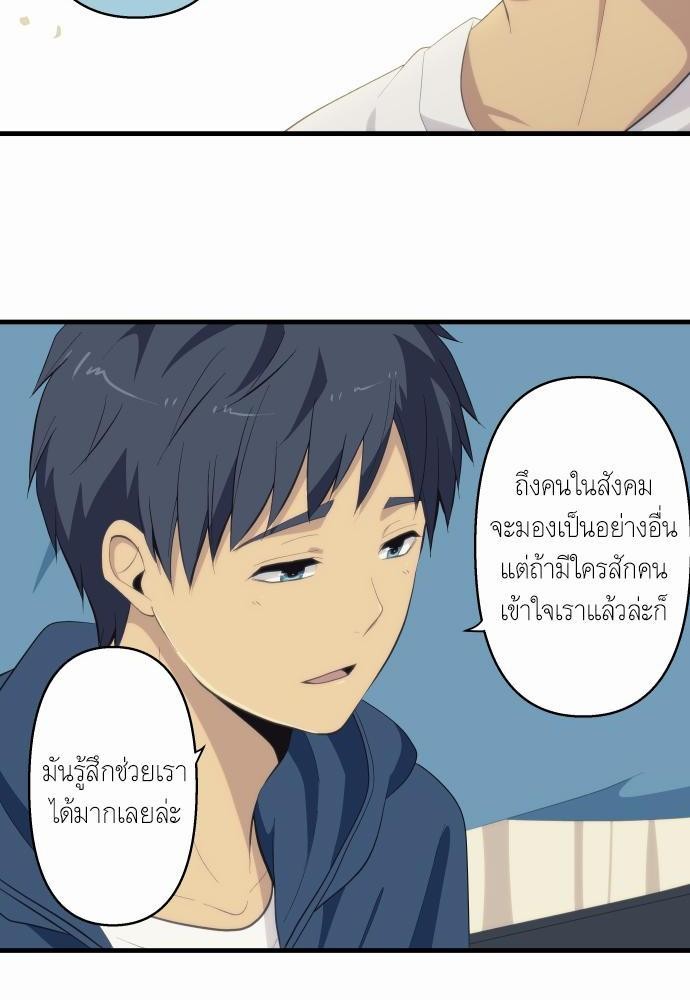 ถึงคนในสังคม
จะมองเป็นอย่างอื่น
แต่ถ้ามีใครสักคน
เข้าใจเราแล้วล่ะก็
มันรู้สึกช่วยเรา
ได้มากเลยล่ะ